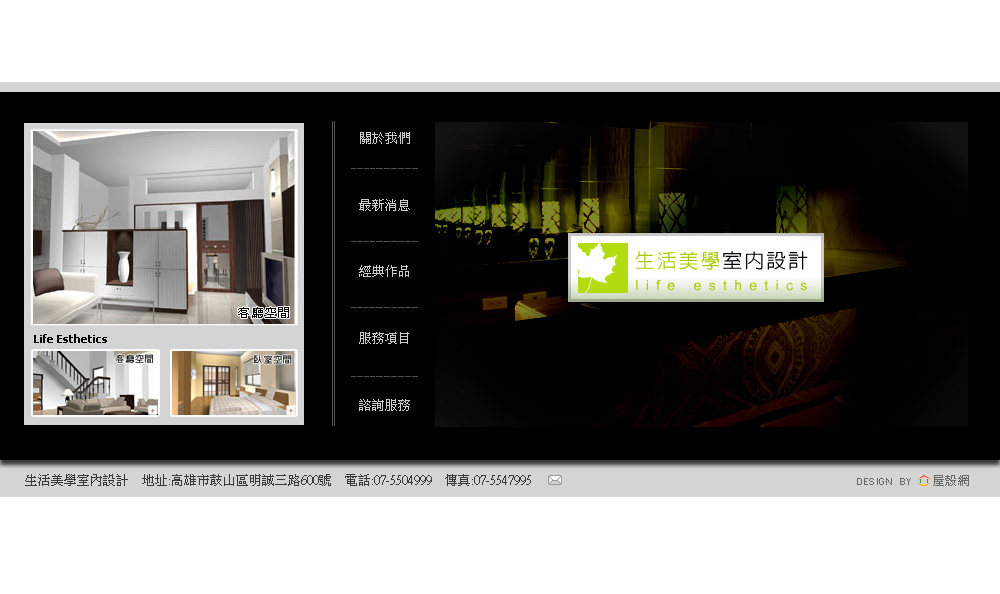 客廳空間
Life Esthetics
客廳空間
臥室空間
關於我們
最新消息
經典作品
服務項目
諮詢服務
生活美學室內設計
life esthetics
生活美學室內設計 地址:高雄市鼓山區明誠三路600號 電話:07-5504999 傳真:07-5547995
DESIGN BY 屋殼網